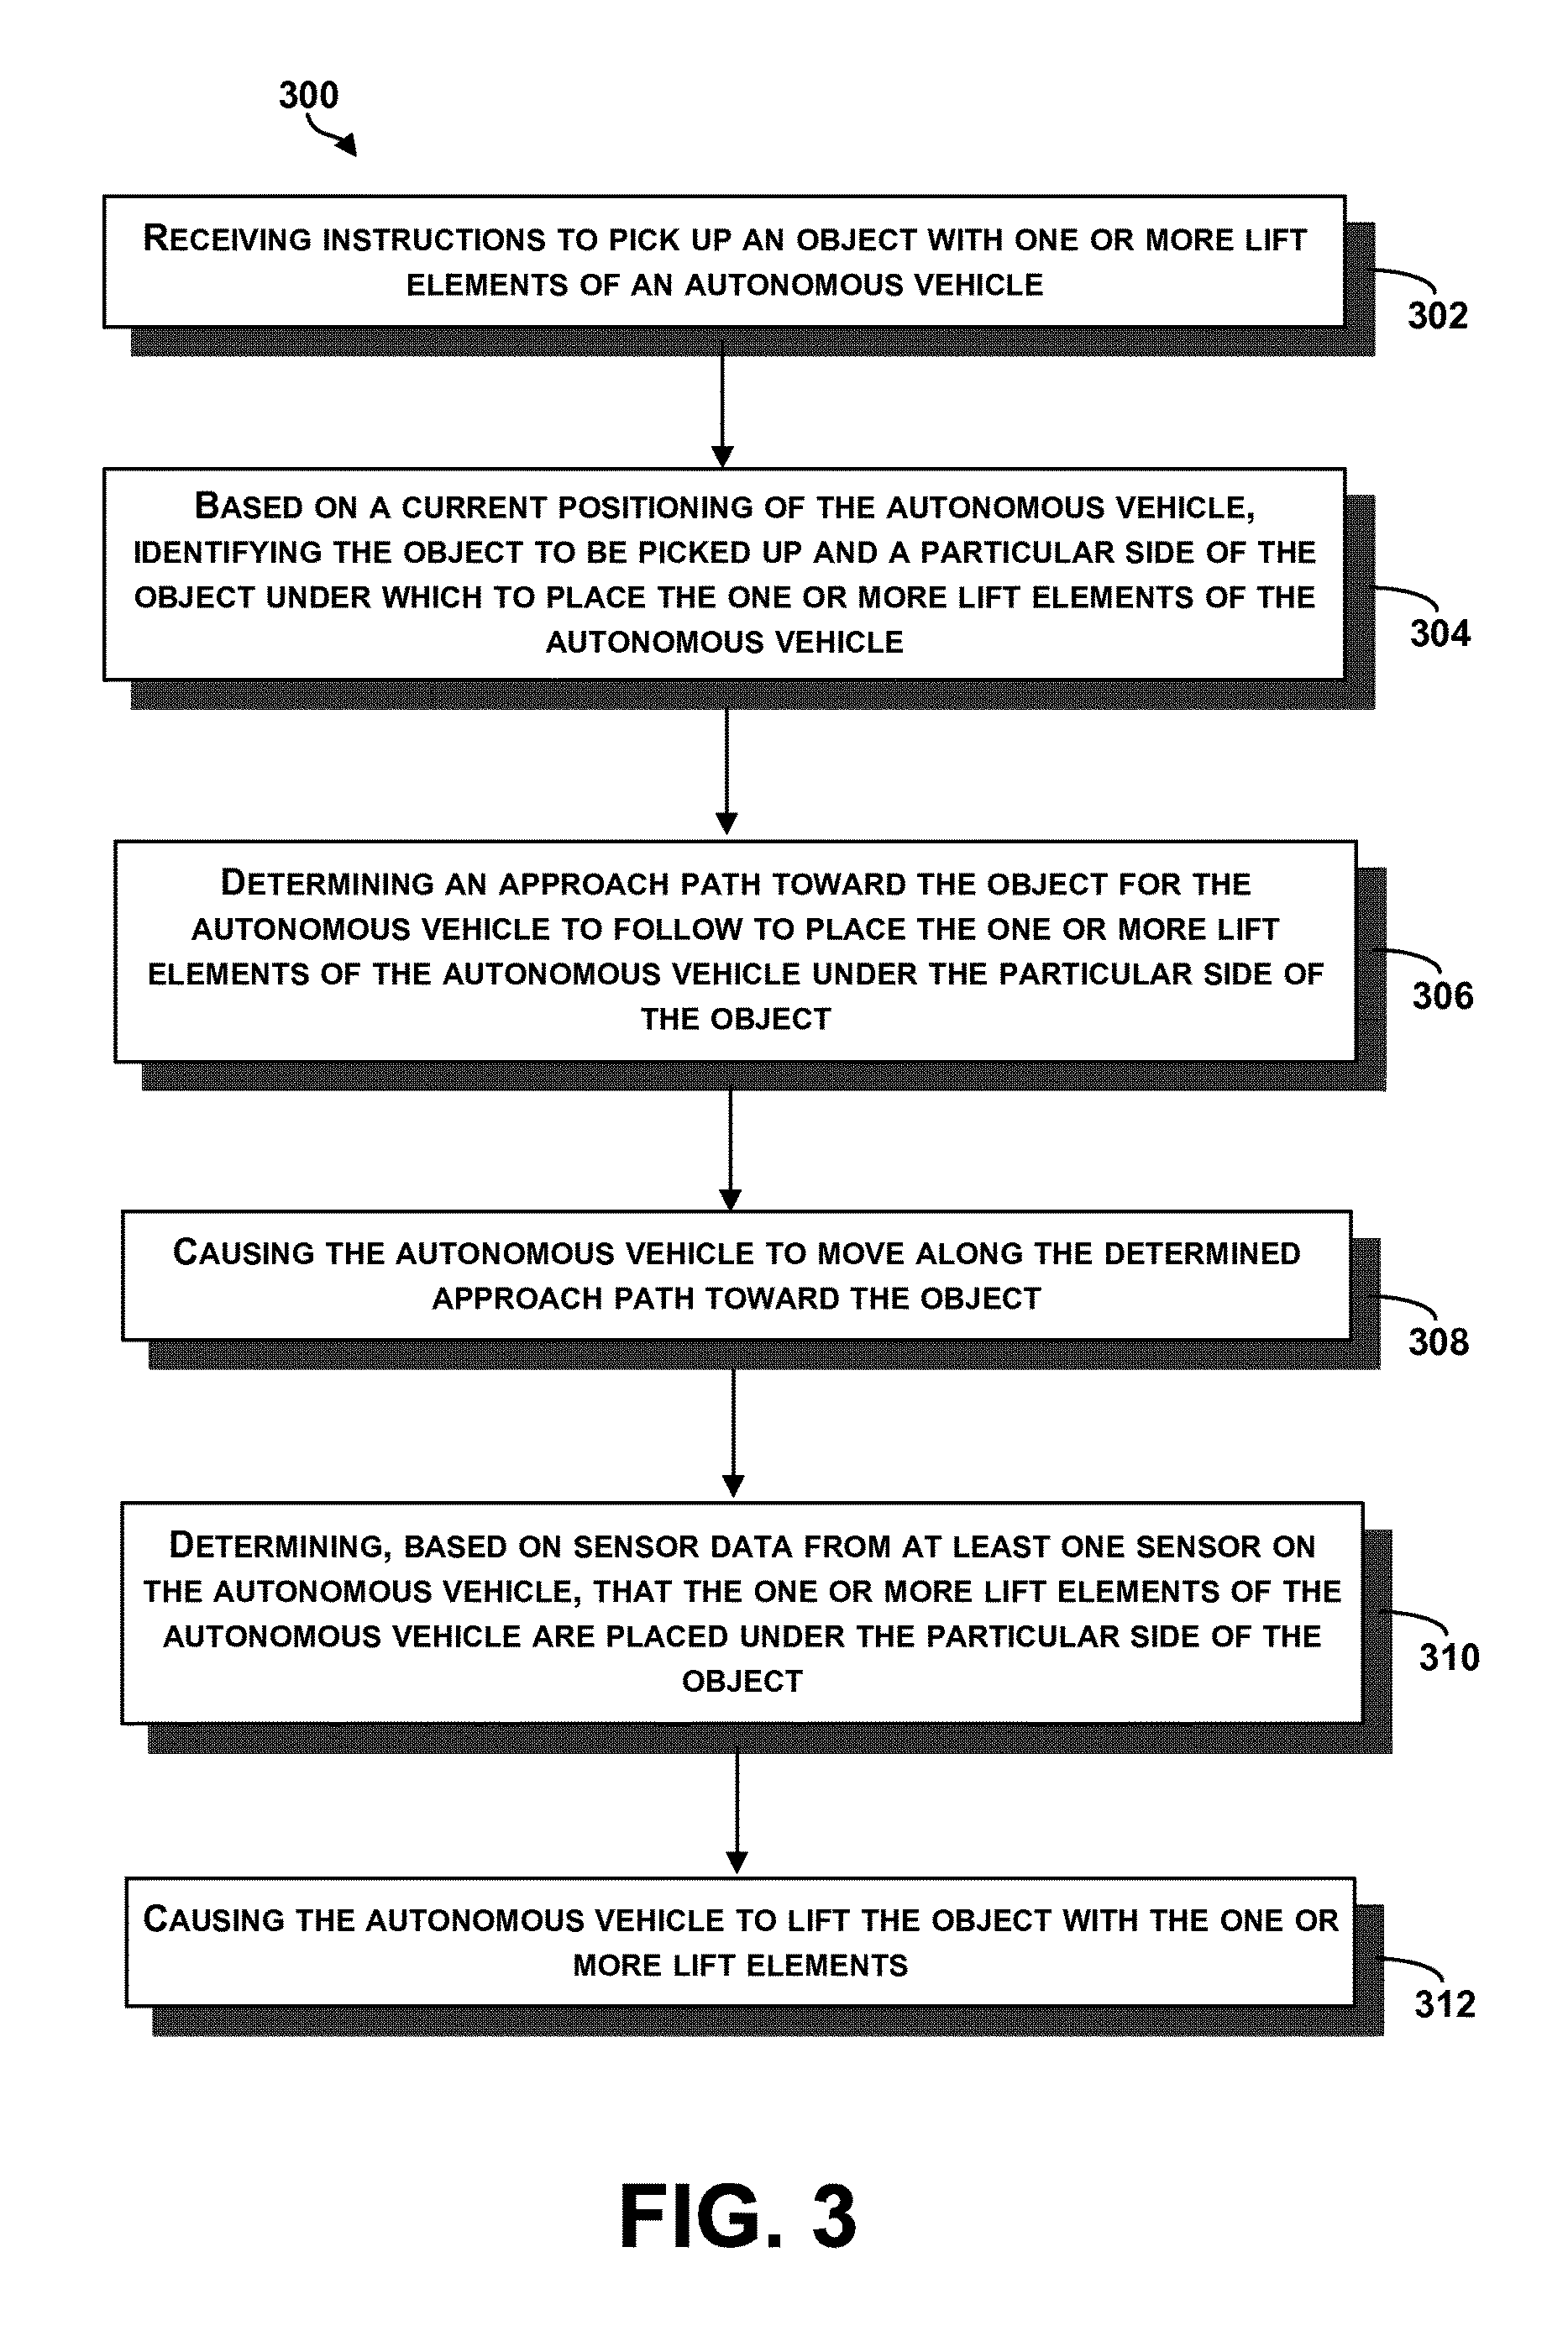 300
RECEIVING INSTRUCTIONS TO PICK UP AN OBJECT WITH ONE OR MORE LIFT
ELEMENTS OF AN AUTONOMOUS VEHICLE
302
BASED ON A CURRENT POSITIONING OF THE AUTONOMOUS VEHICLE,
IDENTIFYING THE OBJECT TO BE PICKED UP AND A PARTICULAR SIDE OF THE
OBJECT UNDER WHICH TO PLACE THE ONE OR MORE LIFT ELEMENTS OF THE
AUTONOMOUS VEHICLE
304
DETERMINING AN APPROACH PATH TOWARD THE OBJECT FOR THE
AUTONOMOUS VEHICLE TO FOLLOW TO PLACE THE ONE OR MORE LIFT
ELEMENTS OF THE AUTONOMOUS VEHICLE UNDER THE PARTICULAR SIDE OF
THE OBJECT
306
CAUSING THE AUTONOMOUS VEHICLE TO MOVE ALONG THE DETERMINED
APPROACH PATH TOWARD THE OBJECT
308
DETERMINING, BASED ON SENSOR DATA FROM AT LEAST ONE SENSOR ON
THE AUTONOMOUS VEHICLE, THAT THE ONE OR MORE LIFT ELEMENTS OF THE
AUTONOMOUS VEHICLE ARE PLACED UNDER THE PARTICULAR SIDE OF THE
OBJECT
310
CAUSING THE AUTONOMOUS VEHICLE TO LIFT THE OBJECT WITH THE ONE OR
MORE LIFT ELEMENTS
312
FIG. 3